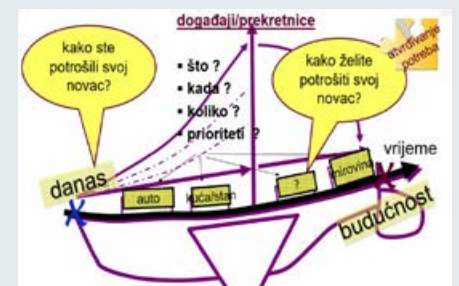 događaji/prekretnice
kako ste
potrošili svoj
novac?
▪ što ?
▪ kada ?
▪ koliko ?
▪ prioriteti ?
kako želite
potrošiti svoj
novac?
potreba
vrijeme
danas
auto
kuća/stan
?
mirovina
budućnost